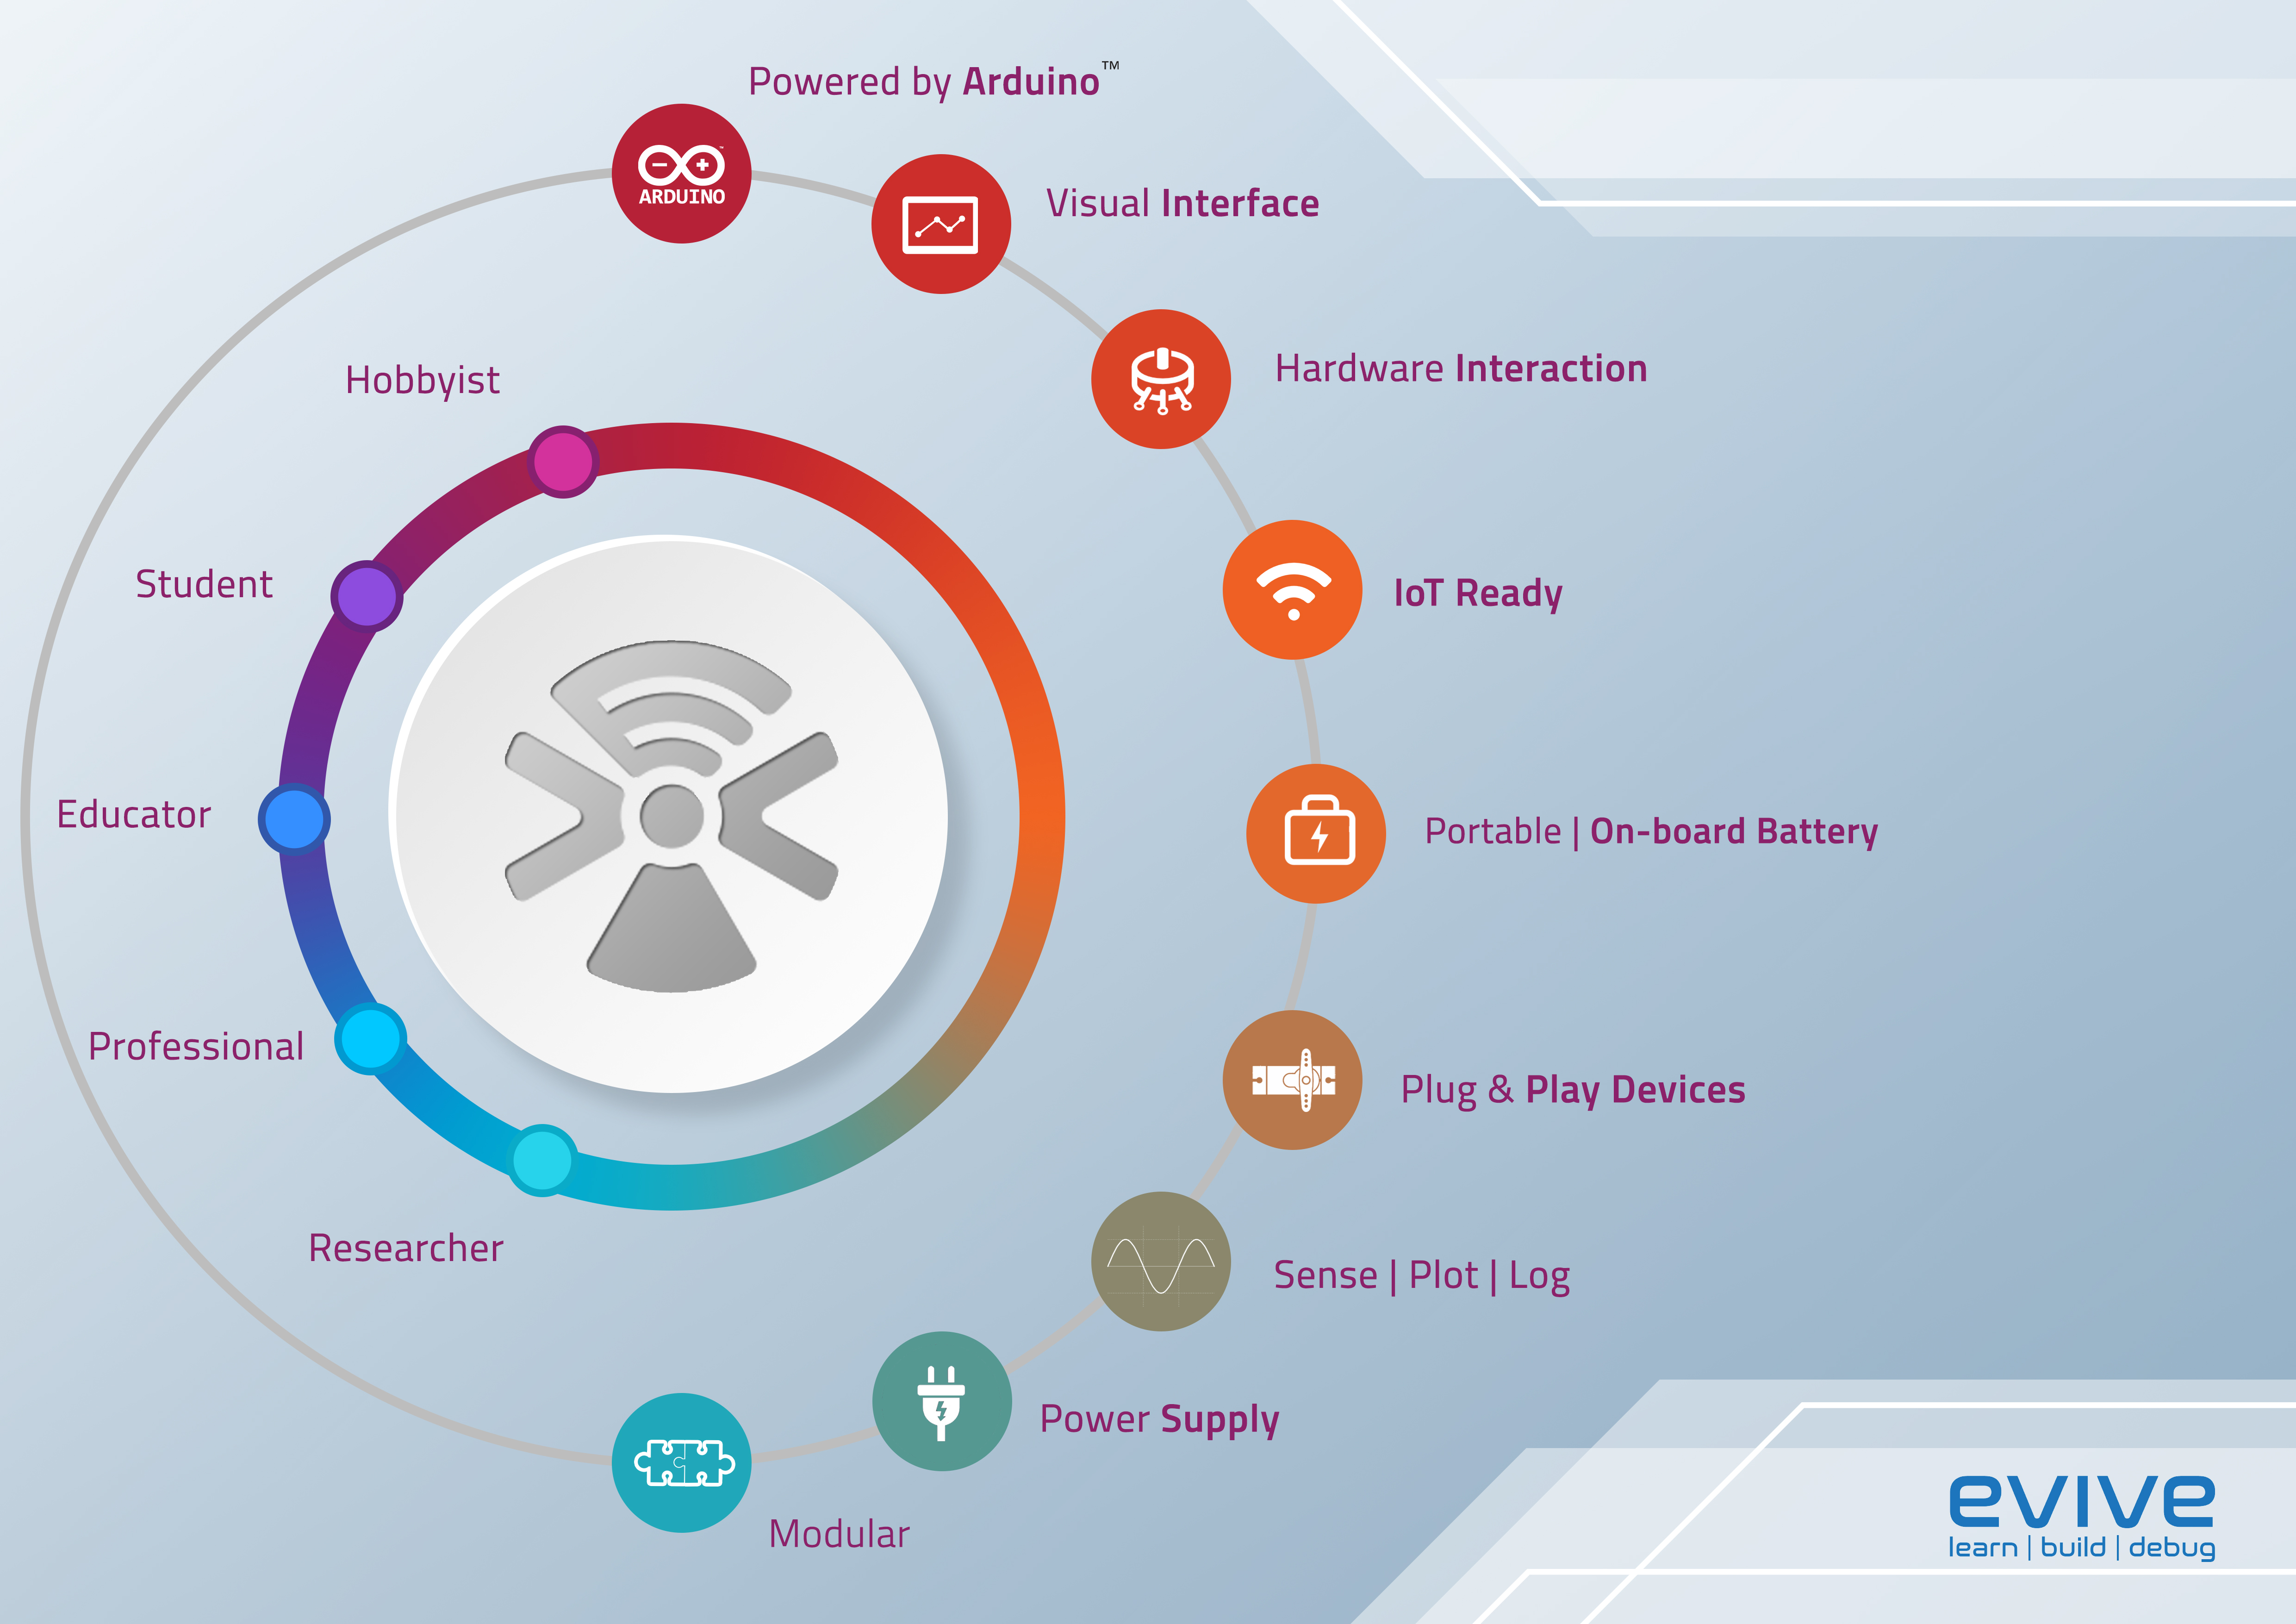 Powered by Arduino™
ARDUINO
Visual Interface
Hardware Interaction
Hobbyist
Student
IoT Ready
Educator
Portable | On-board Battery
Professional
Plug & Play Devices
Researcher
Sense | Plot | Log
Power Supply
Modular
evive
learn | build | debug